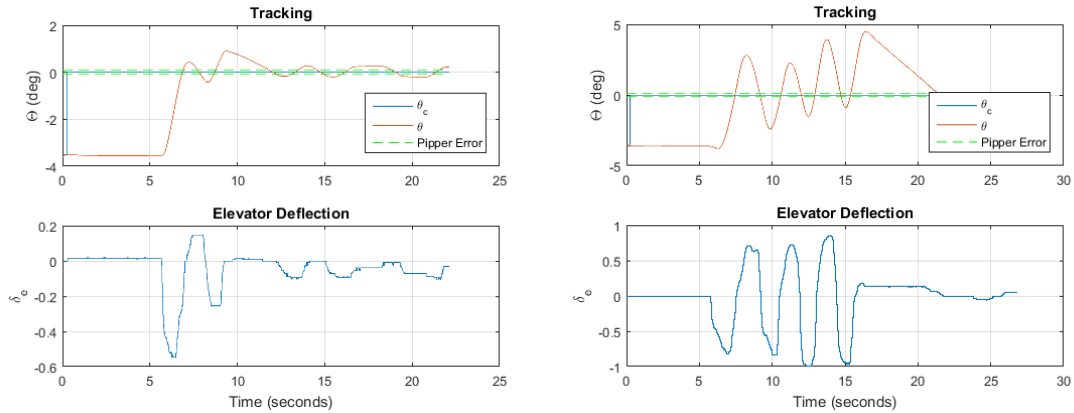 Tracking
2
0
-2
-4
Θ (deg)
0
5
10
15
20
25
θc
θ
Pipper Error
Elevator Deflection
0.2
0
-0.2
-0.4
-0.6
δe
0
5
10
15
20
25
Time (seconds)
Tracking
5
0
-5
Θ (deg)
0
5
10
15
20
25
30
θc
θ
Pipper Error
Elevator Deflection
1
0.5
0
-0.5
-1
δe
0
5
10
15
20
25
30
Time (seconds)